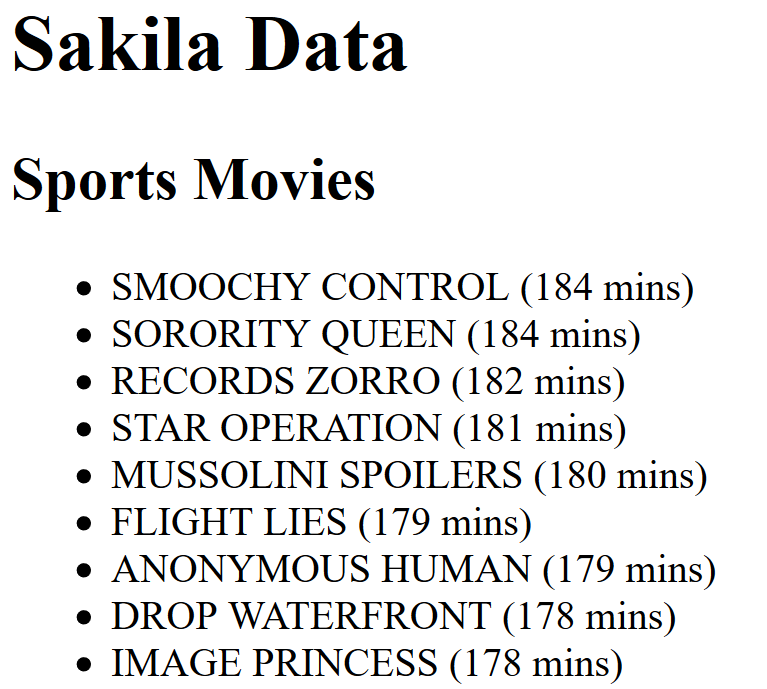 Sakila Data
Sports Movies
• SMOOCHY CONTROL (184 mins)
• SORORITY QUEEN (184 mins)
• RECORDS ZORRO (182 mins)
• STAR OPERATION (181 mins)
• MUSSOLINI SPOILERS (180 mins)
• FLIGHT LIES (179 mins)
• ANONYMOUS HUMAN (179 mins)
• DROP WATERFRONT (178 mins)
• IMAGE PRINCESS (178 mins)